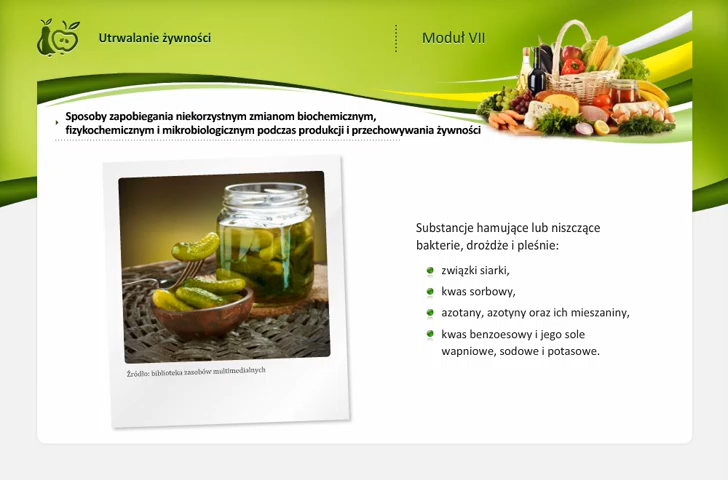 Utrwalanie żywności
Moduł VII
Sposoby zapobiegania niekorzystnym zmianom biochemicznym,
fizykochemicznym i mikrobiologicznym podczas produkcji i przechowywania żywności
Substancje hamujące lub niszczące
bakterie, drożdże i pleśnie:
związki siarki,
kwas sorbowy,
azotany, azotyny oraz ich mieszaniny,
kwas benzoesowy i jego sole
wapniowe, sodowe i potasowe.
Źródło: biblioteka zasobów multimedialnych